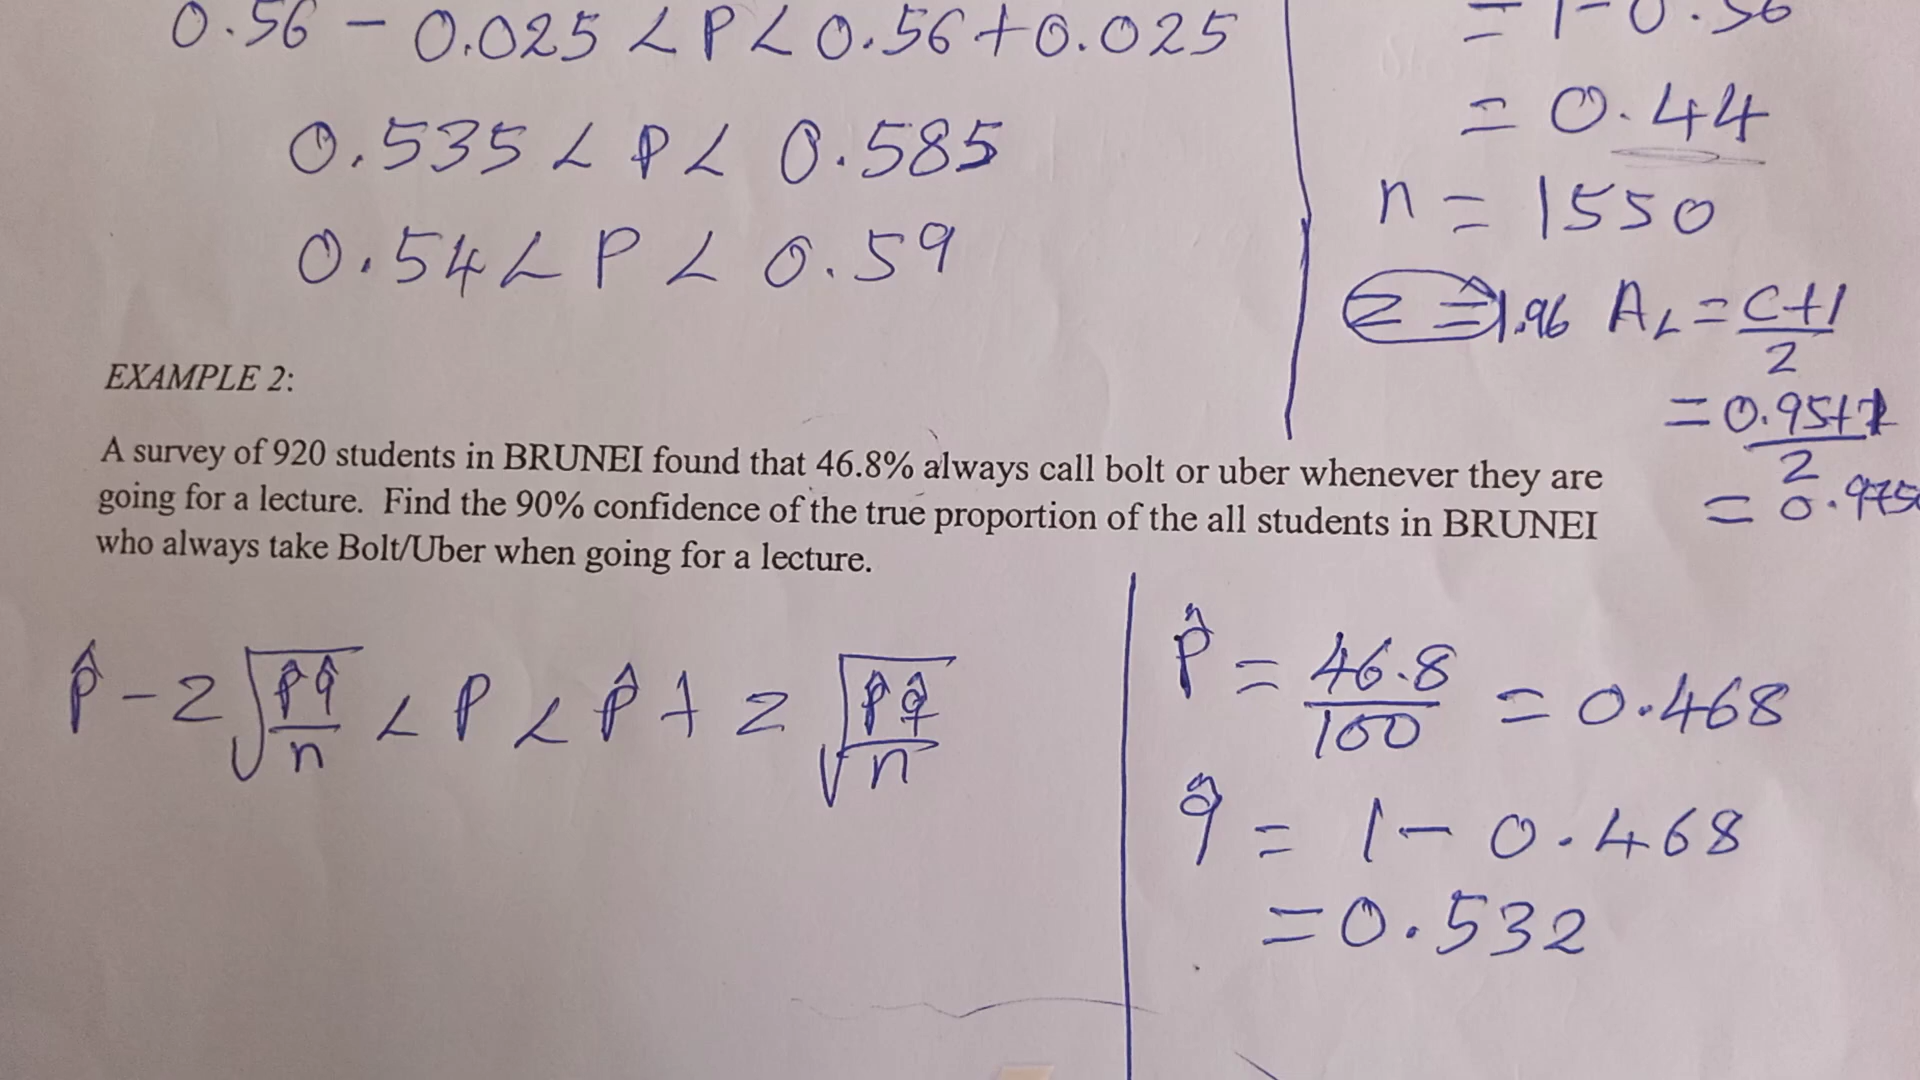 0.56 - 0.025 < P < 0.56 + 0.025
0.535 < P < 0.585
0.54 < P < 0.59
= 1 - 0.56
= 0.44
n = 1550
z = 1.96 A_L = (C+1)/2
= (0.95+1)/2
= 0.975
EXAMPLE 2:
A survey of 920 students in BRUNEI found that 46.8% always call bolt or uber whenever they are
going for a lecture. Find the 90% confidence of the true proportion of the all students in BRUNEI
who always take Bolt/Uber when going for a lecture.
p̂ - z√(p̂q̂/n) < P < p̂ + z√(p̂q̂/n)
p̂ = 46.8/100 = 0.468
q̂ = 1 - 0.468
= 0.532